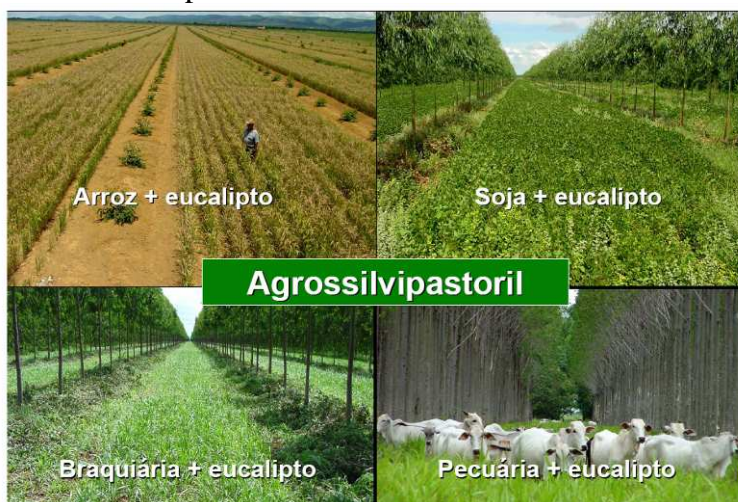 Arroz + eucalipto
Soja + eucalipto
Agrossilvipastoril
Braquiária + eucalipto
Pecuária + eucalipto